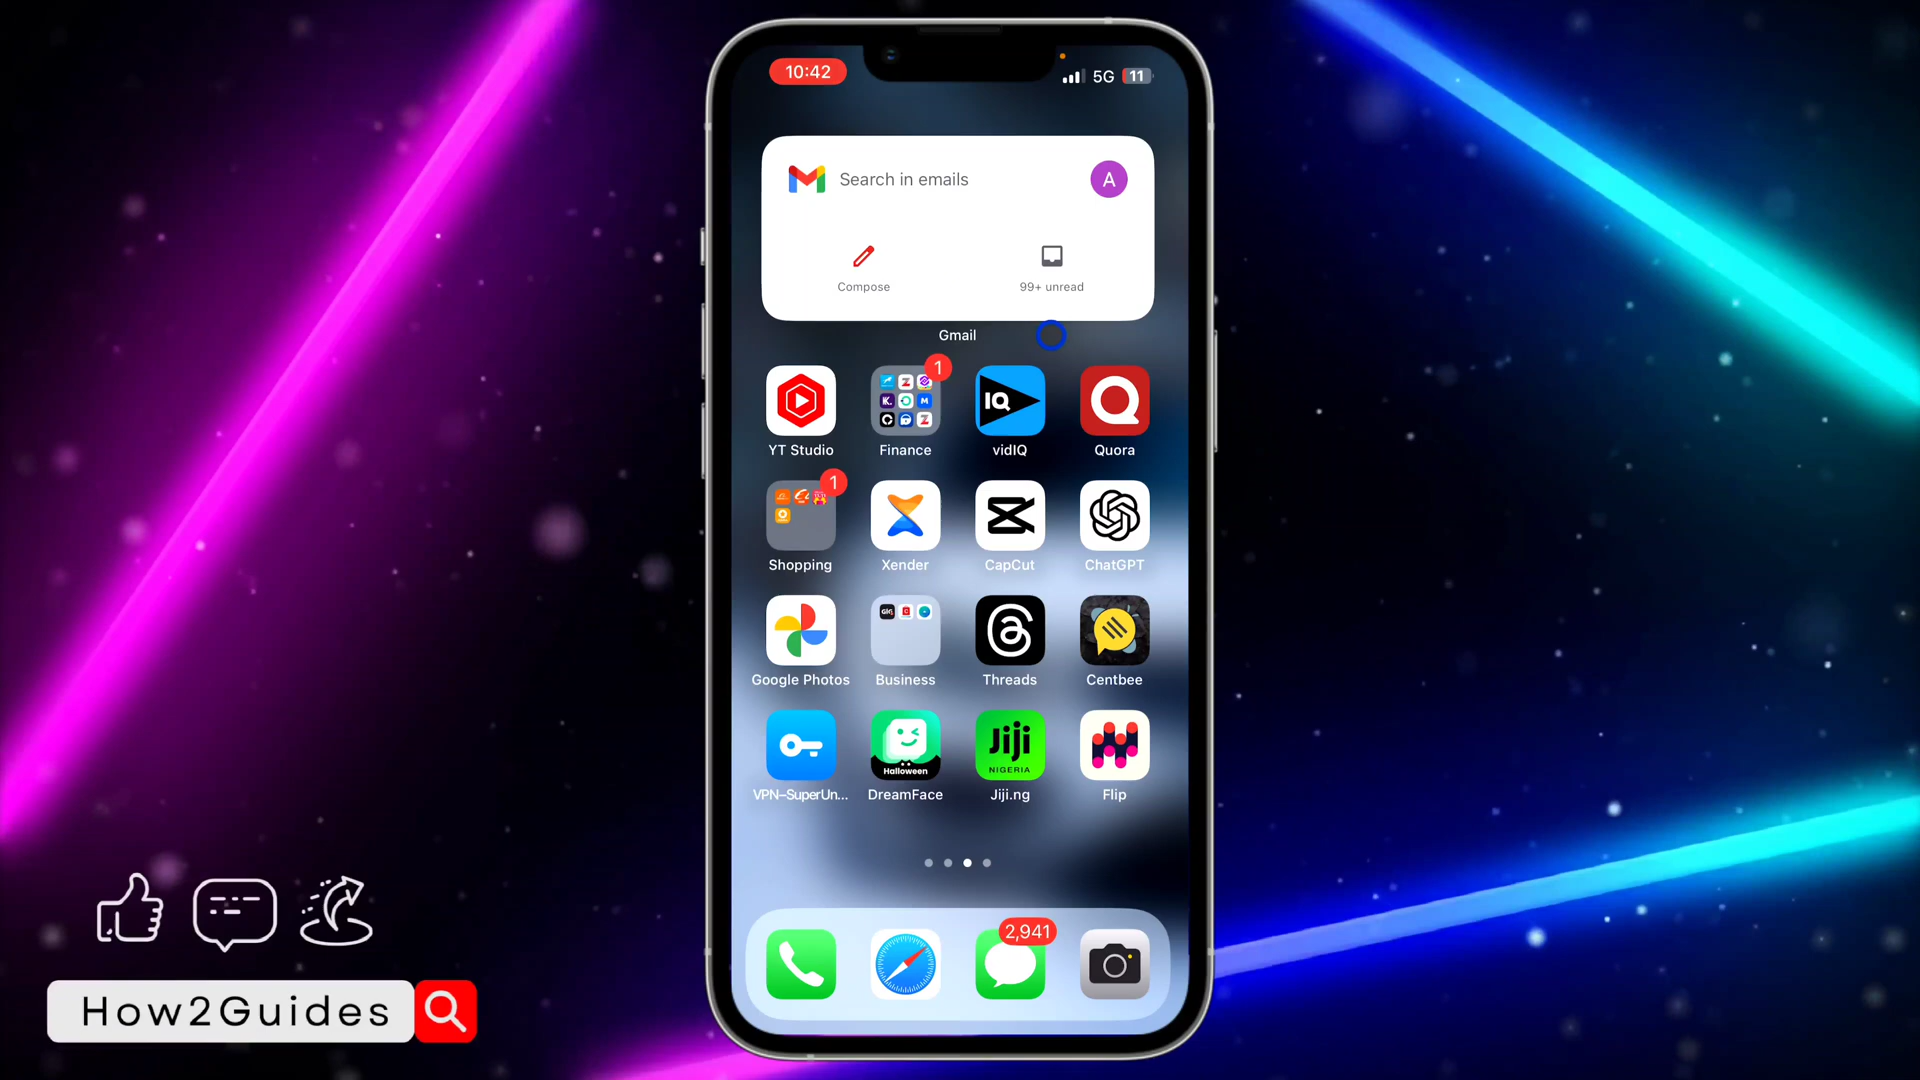 10:42
5G 11
Search in emails
A
Compose
99+ unread
Gmail
1
IQ
YT Studio
Finance
vidIQ
Quora
1
Shopping
Xender
CapCut
ChatGPT
Google Photos
Business
Threads
Centbee
Halloween
Jiji
NIGERIA
VPN-SuperUn...
DreamFace
Jiji.ng
Flip
2,941
How2Guides